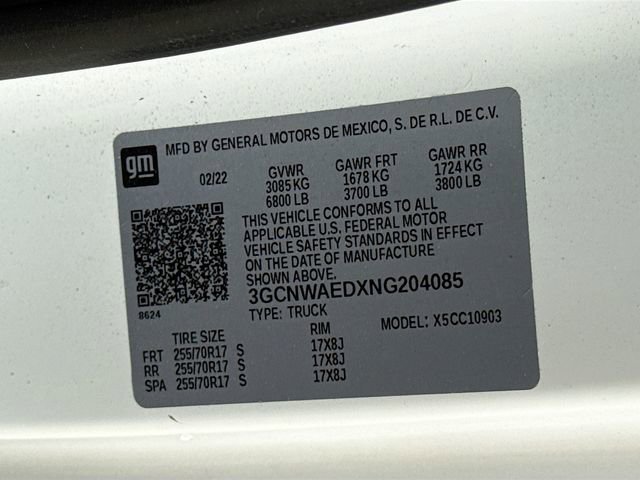 gm
MFD BY GENERAL MOTORS DE MEXICO, S. DE R.L. DE C.V.
02/22 GVWR GAWR FRT GAWR RR
3085 KG 1678 KG 1724 KG
6800 LB 3700 LB 3800 LB
THIS VEHICLE CONFORMS TO ALL
APPLICABLE U.S. FEDERAL MOTOR
VEHICLE SAFETY STANDARDS IN EFFECT
ON THE DATE OF MANUFACTURE
SHOWN ABOVE.
3GCNWAEDXNG204085
8624 TYPE: TRUCK MODEL: X5CC10903
TIRE SIZE RIM
FRT 255/70R17 S 17X8J
RR 255/70R17 S 17X8J
SPA 255/70R17 S 17X8J